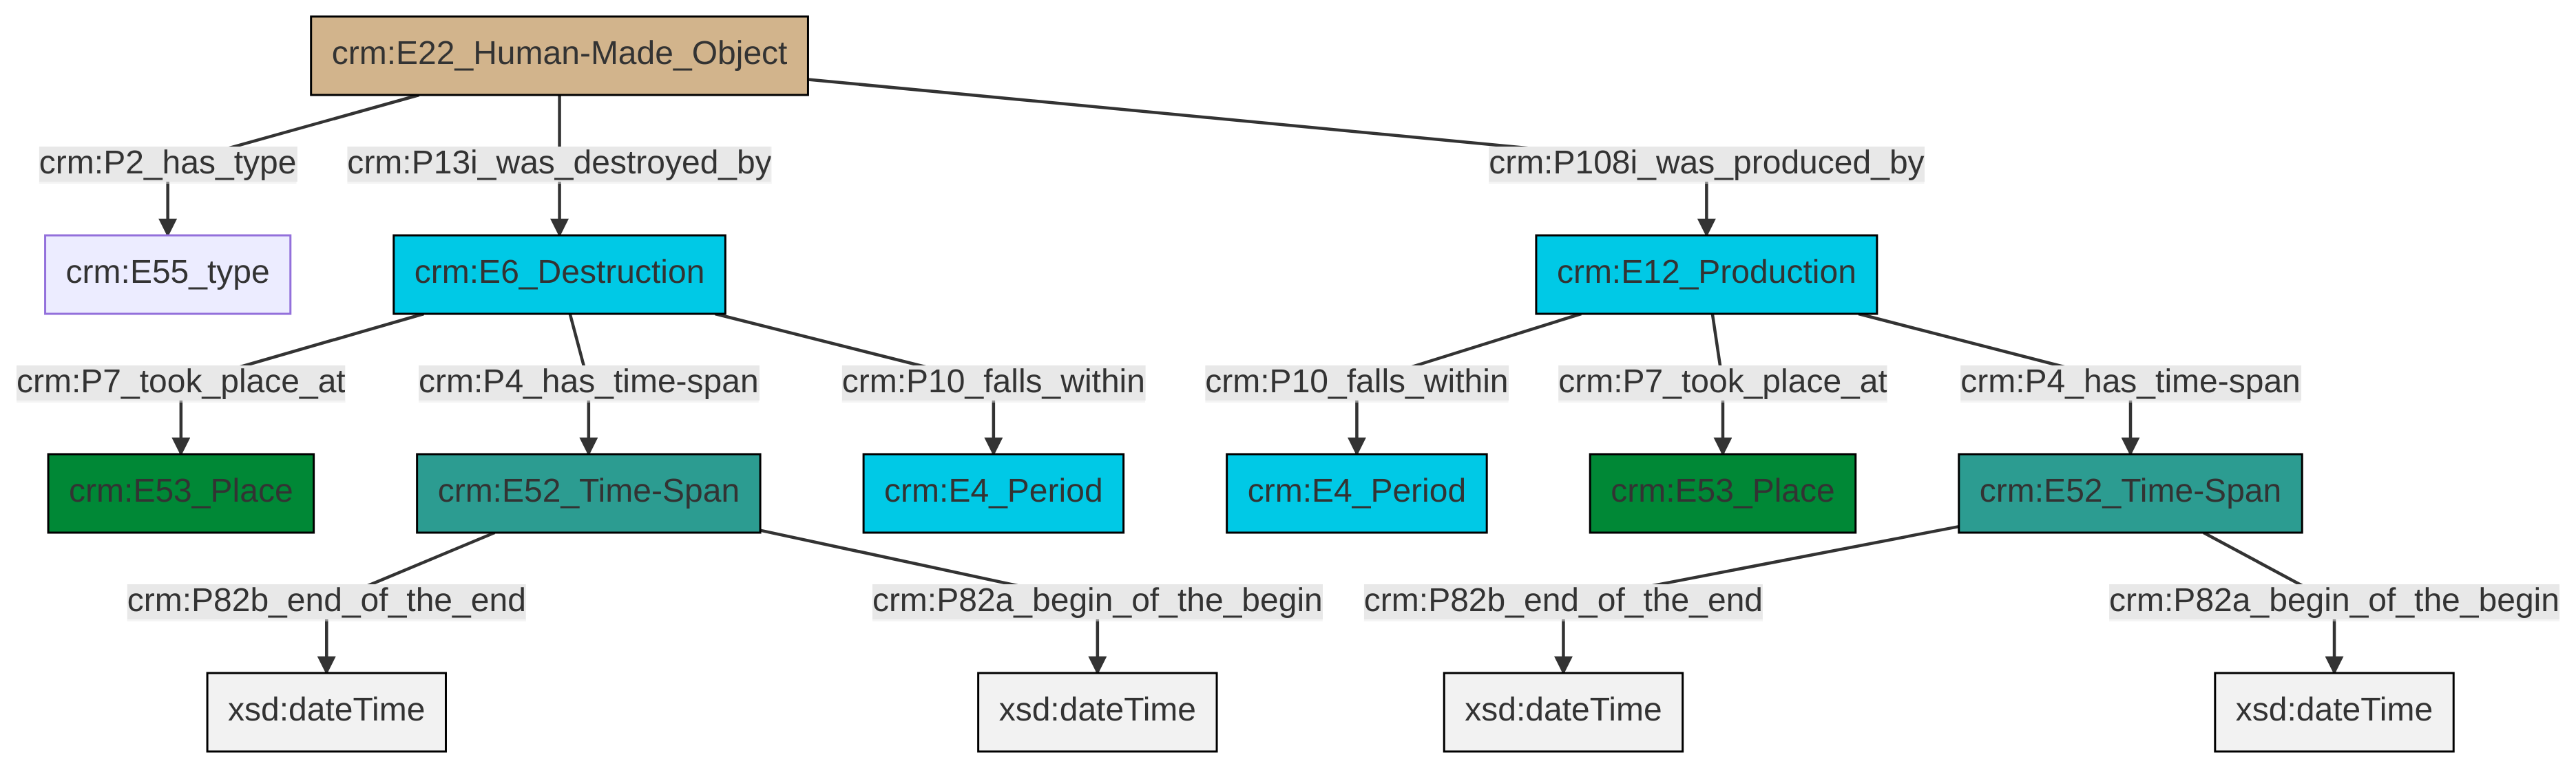 crm:E22_Human-Made_Object
crm:P2_has_type
crm:P13i_was_destroyed_by
crm:P108i_was_produced_by
crm:E55_type
crm:E6_Destruction
crm:E12_Production
crm:P7_took_place_at
crm:P4_has_time-span
crm:P10_falls_within
crm:P10_falls_within
crm:P7_took_place_at
crm:P4_has_time-span
crm:E53_Place
crm:E52_Time-Span
crm:E4_Period
crm:E4_Period
crm:E53_Place
crm:E52_Time-Span
crm:P82b_end_of_the_end
crm:P82a_begin_of_the_begin
crm:P82b_end_of_the_end
crm:P82a_begin_of_the_begin
xsd:dateTime
xsd:dateTime
xsd:dateTime
xsd:dateTime